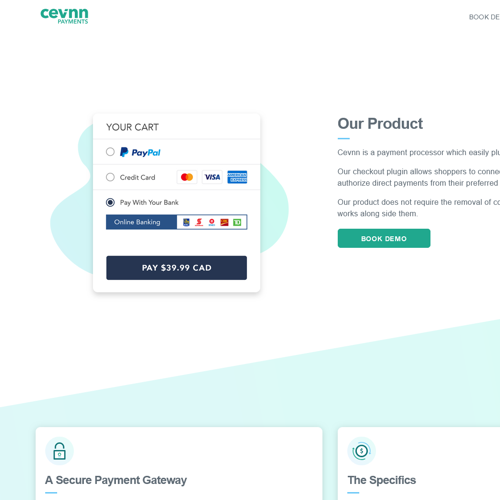 cevnn
PAYMENTS
BOOK DE
YOUR CART
PayPal
Credit Card
VISA
AMERICAN EXPRESS
Pay With Your Bank
Online Banking
PAY $39.99 CAD
Our Product
Cevnn is a payment processor which easily plu
Our checkout plugin allows shoppers to connec
authorize direct payments from their preferred
Our product does not require the removal of co
works along side them.
BOOK DEMO
A Secure Payment Gateway
The Specifics